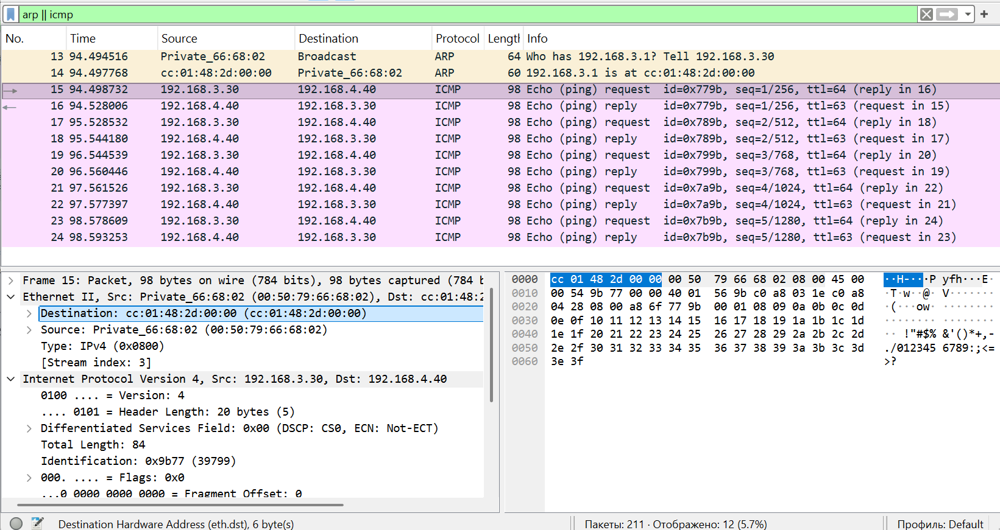 arp || icmp
No. Time Source Destination Protocol Lengtl Info
13 94.494516 Private_66:68:02 Broadcast ARP 64 Who has 192.168.3.1? Tell 192.168.3.30
14 94.497768 cc:01:48:2d:00:00 Private_66:68:02 ARP 60 192.168.3.1 is at cc:01:48:2d:00:00
15 94.498732 192.168.3.30 192.168.4.40 ICMP 98 Echo (ping) request id=0x779b, seq=1/256, ttl=64 (reply in 16)
16 94.528006 192.168.4.40 192.168.3.30 ICMP 98 Echo (ping) reply id=0x779b, seq=1/256, ttl=63 (request in 15)
17 95.528532 192.168.3.30 192.168.4.40 ICMP 98 Echo (ping) request id=0x789b, seq=2/512, ttl=64 (reply in 18)
18 95.544180 192.168.4.40 192.168.3.30 ICMP 98 Echo (ping) reply id=0x789b, seq=2/512, ttl=63 (request in 17)
19 96.544539 192.168.3.30 192.168.4.40 ICMP 98 Echo (ping) request id=0x799b, seq=3/768, ttl=64 (reply in 20)
20 96.560446 192.168.4.40 192.168.3.30 ICMP 98 Echo (ping) reply id=0x799b, seq=3/768, ttl=63 (request in 19)
21 97.561526 192.168.3.30 192.168.4.40 ICMP 98 Echo (ping) request id=0x7a9b, seq=4/1024, ttl=64 (reply in 22)
22 97.577397 192.168.4.40 192.168.3.30 ICMP 98 Echo (ping) reply id=0x7a9b, seq=4/1024, ttl=63 (request in 21)
23 98.578609 192.168.3.30 192.168.4.40 ICMP 98 Echo (ping) request id=0x7b9b, seq=5/1280, ttl=64 (reply in 24)
24 98.593253 192.168.4.40 192.168.3.30 ICMP 98 Echo (ping) reply id=0x7b9b, seq=5/1280, ttl=63 (request in 23)
Frame 15: Packet, 98 bytes on wire (784 bits), 98 bytes captured (784 b
Ethernet II, Src: Private_66:68:02 (00:50:79:66:68:02), Dst: cc:01:48:2
Destination: cc:01:48:2d:00:00 (cc:01:48:2d:00:00)
Source: Private_66:68:02 (00:50:79:66:68:02)
Type: IPv4 (0x0800)
[Stream index: 3]
Internet Protocol Version 4, Src: 192.168.3.30, Dst: 192.168.4.40
0100 .... = Version: 4
.... 0101 = Header Length: 20 bytes (5)
Differentiated Services Field: 0x00 (DSCP: CS0, ECN: Not-ECT)
Total Length: 84
Identification: 0x9b77 (39799)
000. .... = Flags: 0x0
...0 0000 0000 0000 = Fragment Offset: 0
0000 cc 01 48 2d 00 00 00 50 79 66 68 02 08 00 45 00 ··H-···P yfh···E·
0010 00 54 9b 77 00 00 40 01 56 9b c0 a8 03 1e c0 a8 ·T·w··@· V·······
0020 04 28 08 00 a8 6f 77 9b 00 01 08 09 0a 0b 0c 0d ·(···ow· ········
0030 0e 0f 10 11 12 13 14 15 16 17 18 19 1a 1b 1c 1d ········ ········
0040 1e 1f 20 21 22 23 24 25 26 27 28 29 2a 2b 2c 2d ·· !"#$% &'()*+,-
0050 2e 2f 30 31 32 33 34 35 36 37 38 39 3a 3b 3c 3d ./012345 6789:;<=
0060 3e 3f >?
Destination Hardware Address (eth.dst), 6 byte(s) Пакеты: 211 · Отображено: 12 (5.7%) Профиль: Default